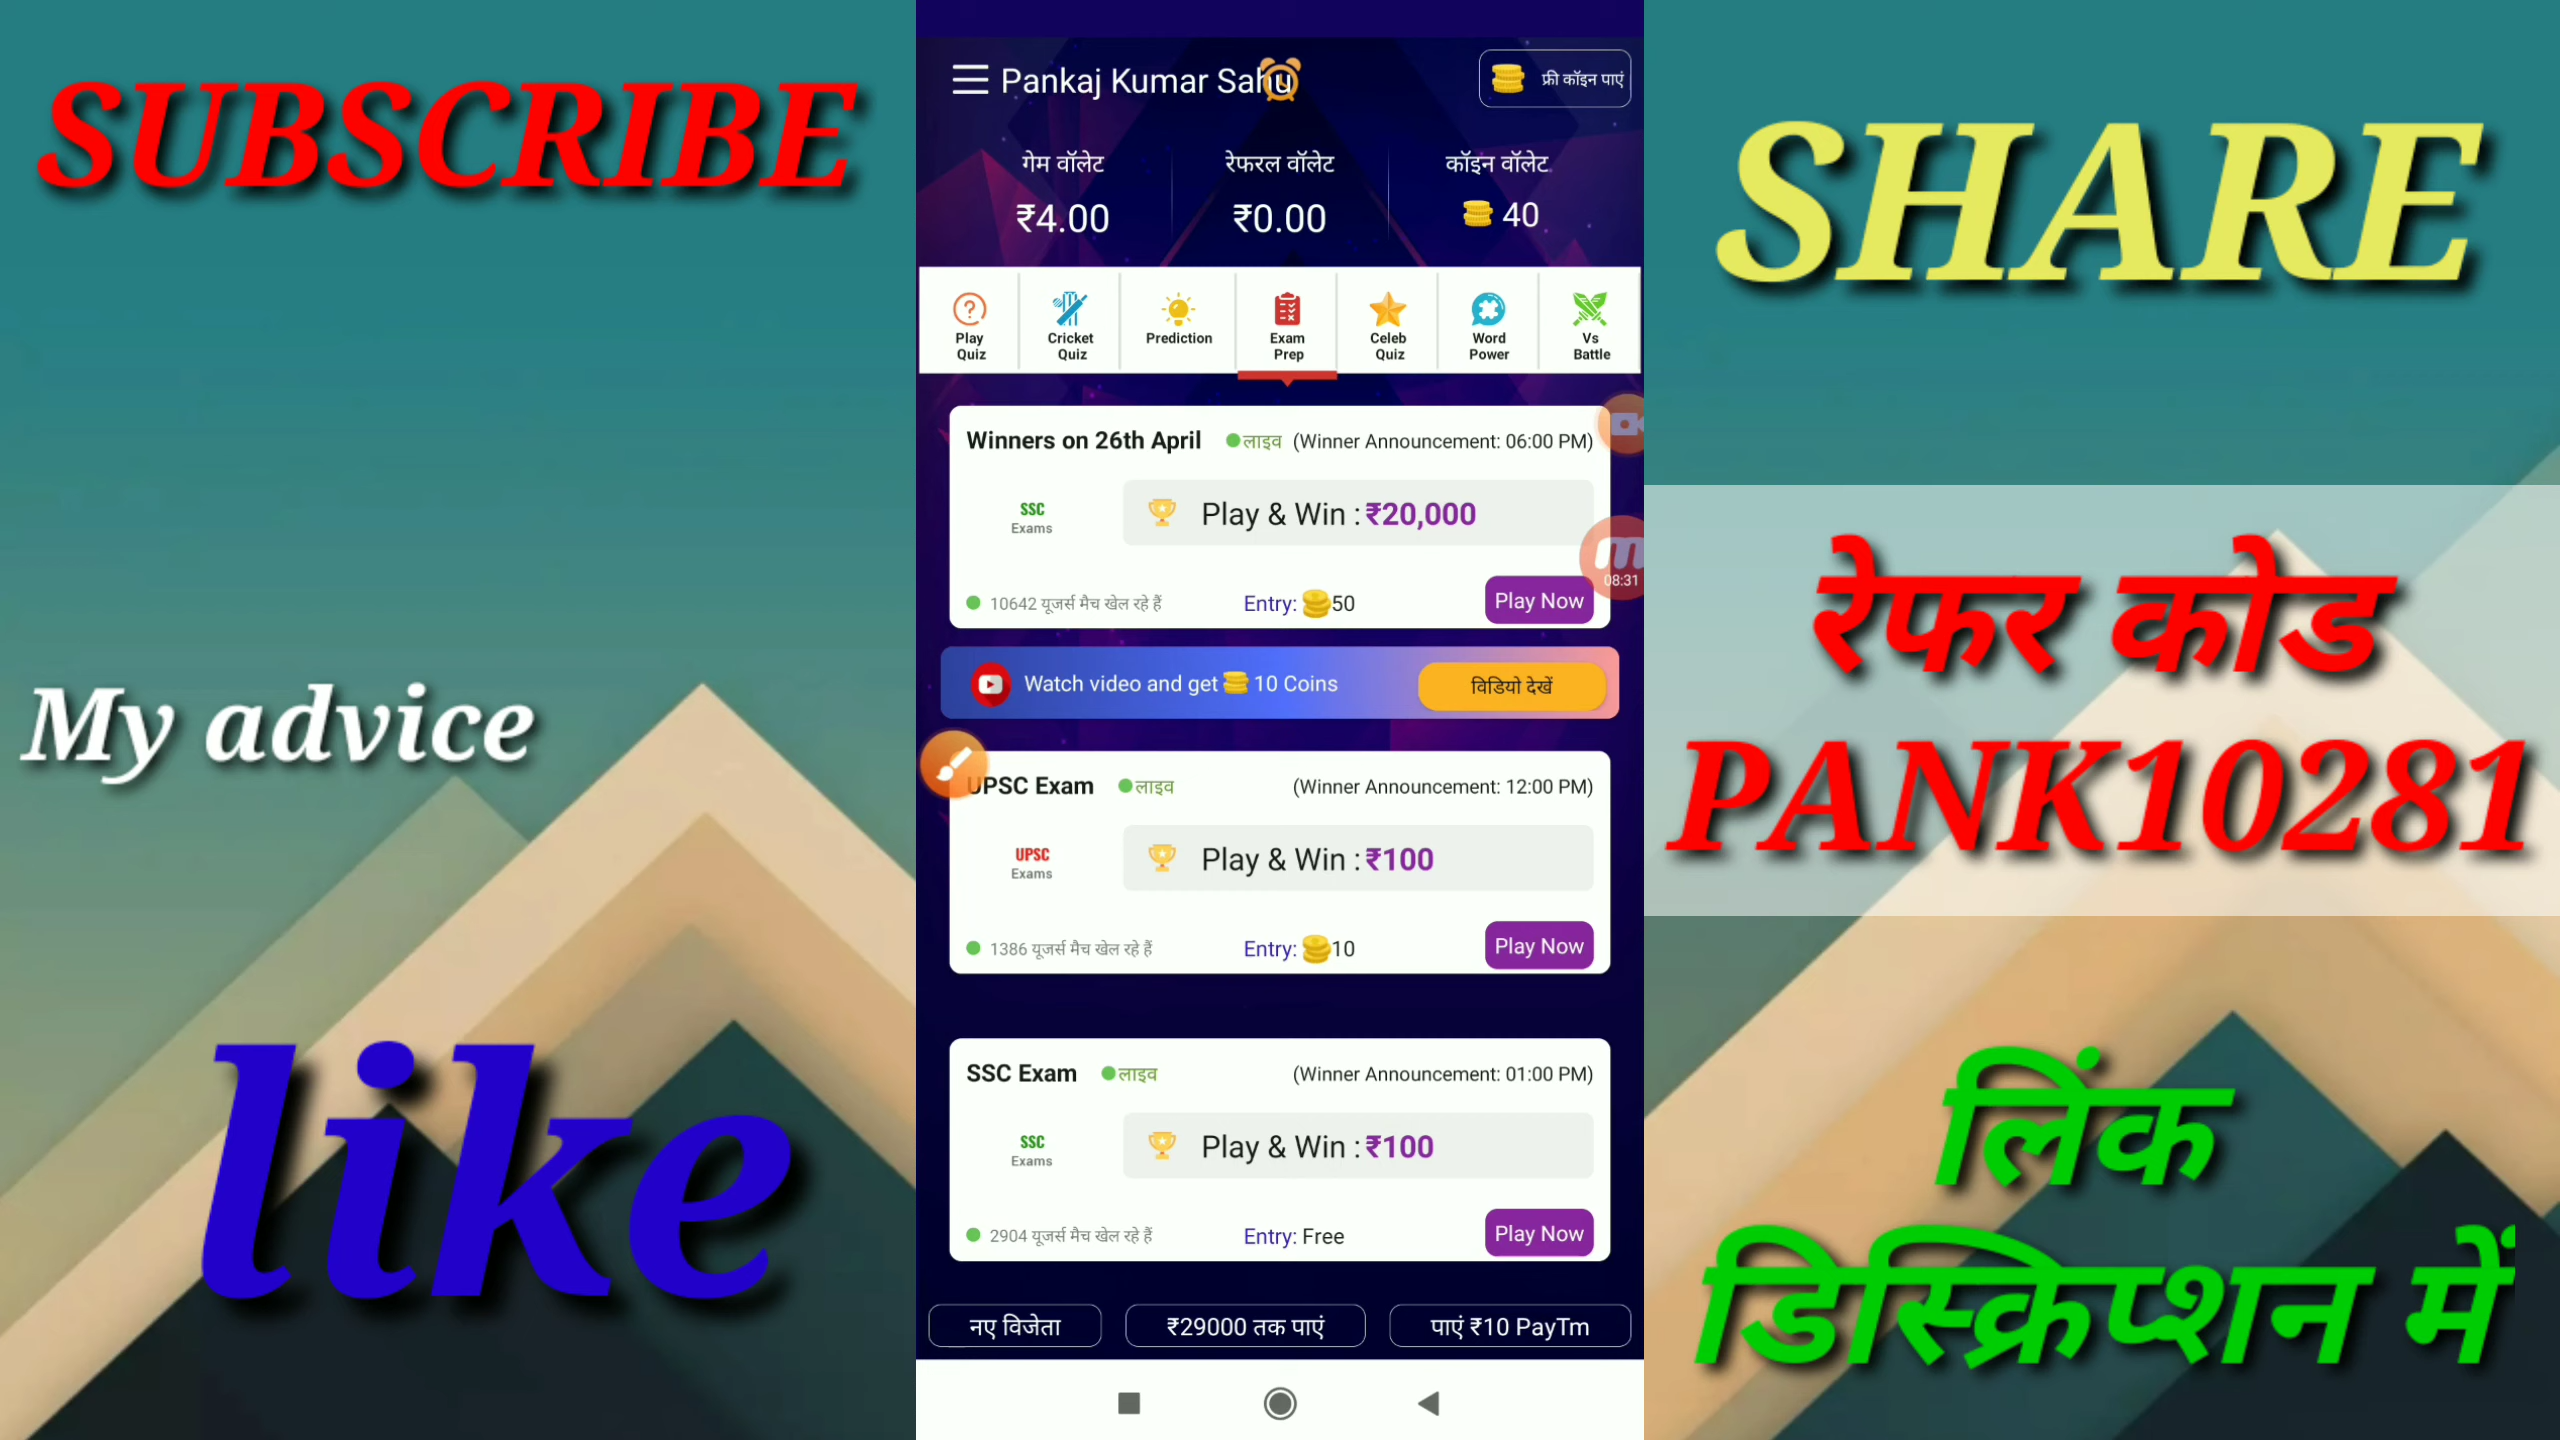 SUBSCRIBE
My advice
like
Pankaj Kumar Sahu
फ्री कॉइन पाएं
गेम वॉलेट
रेफरल वॉलेट
कॉइन वॉलेट
₹4.00
₹0.00
40
Play Quiz
Cricket Quiz
Prediction
Exam Prep
Celeb Quiz
Word Power
Vs Battle
Winners on 26th April
लाइव
(Winner Announcement: 06:00 PM)
SSC
Exams
Play & Win : ₹20,000
10642 यूजर्स मैच खेल रहे हैं
Entry: 50
Play Now
08:31
Watch video and get 10 Coins
विडियो देखें
UPSC Exam
लाइव
(Winner Announcement: 12:00 PM)
UPSC
Exams
Play & Win : ₹100
1386 यूजर्स मैच खेल रहे हैं
Entry: 10
Play Now
SSC Exam
लाइव
(Winner Announcement: 01:00 PM)
SSC
Exams
Play & Win : ₹100
2904 यूजर्स मैच खेल रहे हैं
Entry: Free
Play Now
नए विजेता
₹29000 तक पाएं
पाएं ₹10 PayTm
SHARE
रेफर कोड
PANK10281
लिंक
डिस्क्रिप्शन में